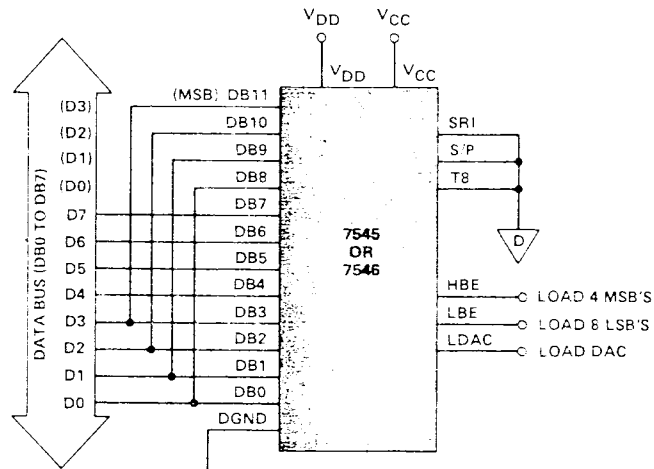 VDD
VCC
VDD
VCC
DATA BUS (DB0 TO DB7)
(D3)
(D2)
(D1)
(D0)
D7
D6
D5
D4
D3
D2
D1
D0
(MSB) DB11
DB10
DB9
DB8
DB7
DB6
DB5
DB4
DB3
DB2
DB1
DB0
DGND
7545
OR
7546
SRI
S/P
T8
D
HBE
LOAD 4 MSB'S
LBE
LOAD 8 LSB'S
LDAC
LOAD DAC